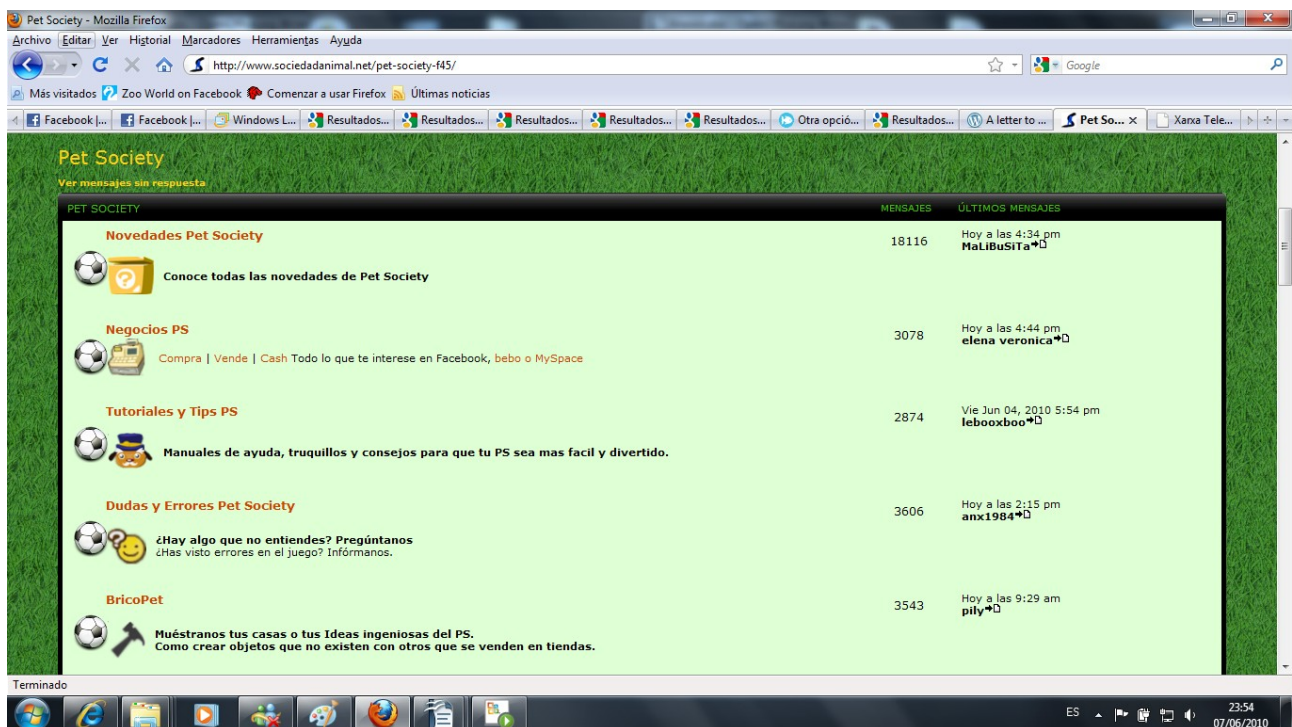 Pet Society - Mozilla Firefox
Archivo Editar Ver Historial Marcadores Herramientas Ayuda
http://www.sociedadanimal.net/pet-society-f45/
Google
Más visitados Zoo World on Facebook Comenzar a usar Firefox Últimas noticias
Facebook |... Facebook |... Windows L... Resultados... Resultados... Resultados... Resultados... Resultados... Otra opció... Resultados... A letter to ... Pet So... Xarxa Tele...
Pet Society
Ver mensajes sin respuesta
PET SOCIETY MENSAJES ÚLTIMOS MENSAJES
Novedades Pet Society
18116
Hoy a las 4:34 pm
MaLiBuSiTa
Conoce todas las novedades de Pet Society
Negocios PS
3078
Hoy a las 4:44 pm
elena veronica
Compra | Vende | Cash Todo lo que te interese en Facebook, bebo o MySpace
Tutoriales y Tips PS
2874
Vie Jun 04, 2010 5:54 pm
lebooxboo
Manuales de ayuda, truquillos y consejos para que tu PS sea mas facil y divertido.
Dudas y Errores Pet Society
3606
Hoy a las 2:15 pm
anx1984
¿Hay algo que no entiendes? Pregúntanos
¿Has visto errores en el juego? Infórmanos.
BricoPet
3543
Hoy a las 9:29 am
pily
Muéstranos tus casas o tus Ideas ingeniosas del PS.
Como crear objetos que no existen con otros que se venden en tiendas.
Terminado
ES
23:54
07/06/2010